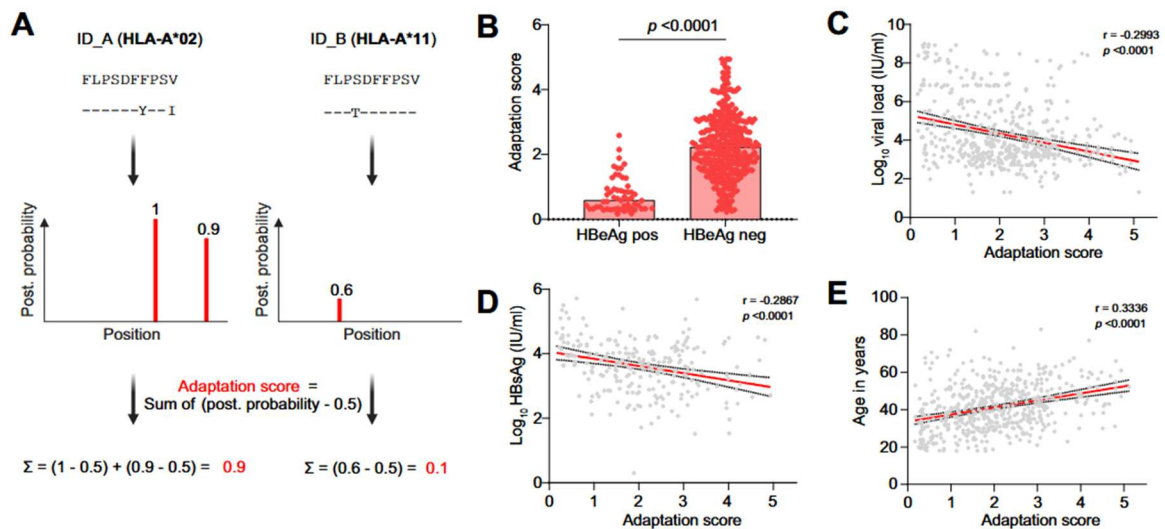 A
ID_A (HLA-A*02)
FLPSDFFPSV
------Y--I
Post. probability
1
0.9
Position
ID_B (HLA-A*11)
FLPSDFFPSV
---T------
Post. probability
0.6
Position
Adaptation score =
Sum of (post. probability - 0.5)
Σ = (1 - 0.5) + (0.9 - 0.5) = 0.9
Σ = (0.6 - 0.5) = 0.1
B
p <0.0001
Adaptation score
6
4
2
0
HBeAg pos
HBeAg neg
C
r = -0.2993
p <0.0001
Log10 viral load (IU/ml)
10
8
6
4
2
0
0 1 2 3 4 5
Adaptation score
D
r = -0.2867
p <0.0001
Log10 HBsAg (IU/ml)
6
4
2
0
0 1 2 3 4 5
Adaptation score
E
r = 0.3336
p <0.0001
Age in years
100
80
60
40
20
0
0 1 2 3 4 5
Adaptation score